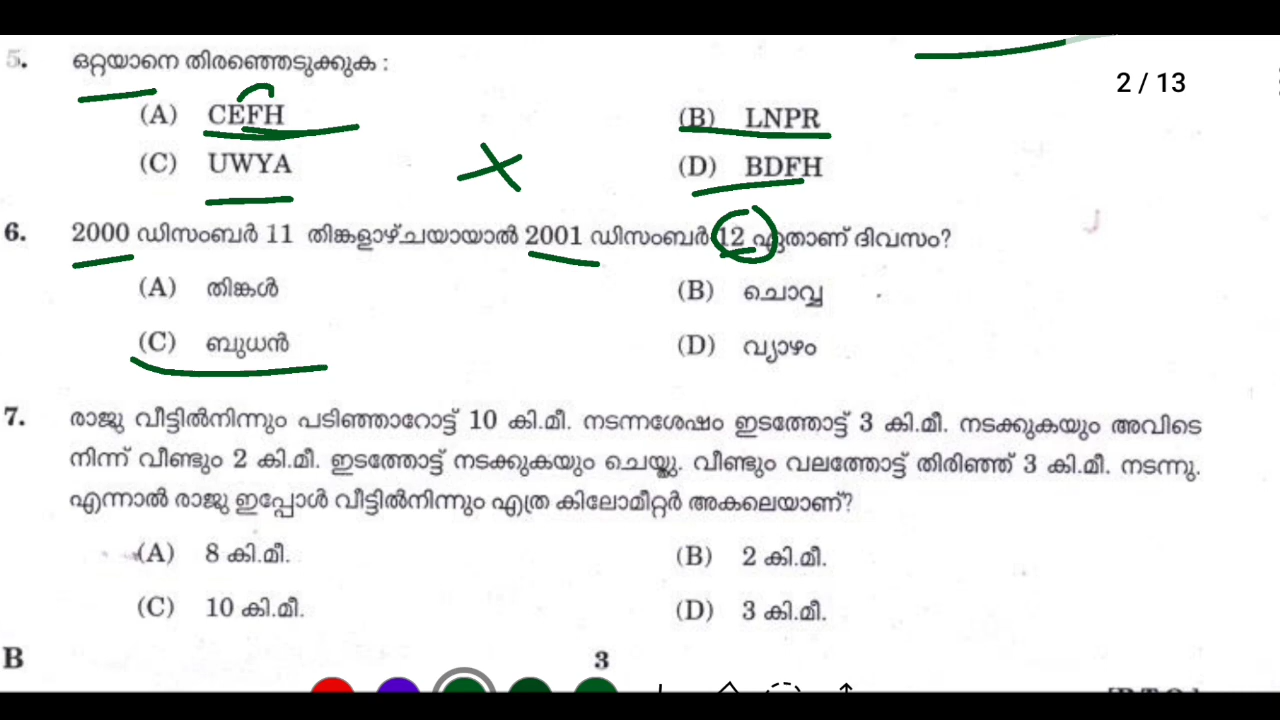 2 / 13
5. ഒറ്റയാനെ തിരഞ്ഞെടുക്കുക :
(A) CEFH (B) LNPR
(C) UWYA (D) BDFH
6. 2000 ഡിസംബർ 11 തിങ്കളാഴ്ചയായാൽ 2001 ഡിസംബർ 12 ഏതാണ് ദിവസം?
(A) തിങ്കൾ (B) ചൊവ്വ
(C) ബുധൻ (D) വ്യാഴം
7. രാജു വീട്ടിൽനിന്നും പടിഞ്ഞാറോട്ട് 10 കി.മീ. നടന്നശേഷം ഇടത്തോട്ട് 3 കി.മീ. നടക്കുകയും അവിടെ
നിന്ന് വീണ്ടും 2 കി.മീ. ഇടത്തോട്ട് നടക്കുകയും ചെയ്തു. വീണ്ടും വലത്തോട്ട് തിരിഞ്ഞ് 3 കി.മീ. നടന്നു.
എന്നാൽ രാജു ഇപ്പോൾ വീട്ടിൽനിന്നും എത്ര കിലോമീറ്റർ അകലെയാണ്?
(A) 8 കി.മീ. (B) 2 കി.മീ.
(C) 10 കി.മീ. (D) 3 കി.മീ.
B 3